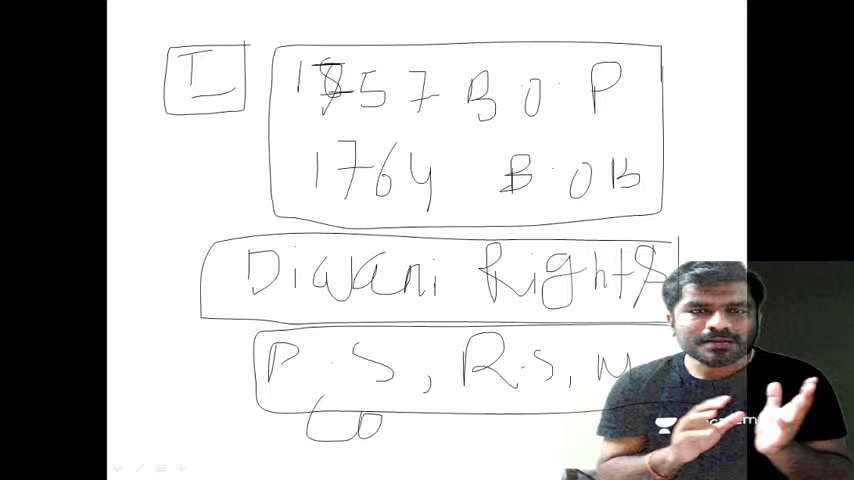 I
1757 B O P
1764 B. O B
Diwani Rights
P. S, R.S, M
Co